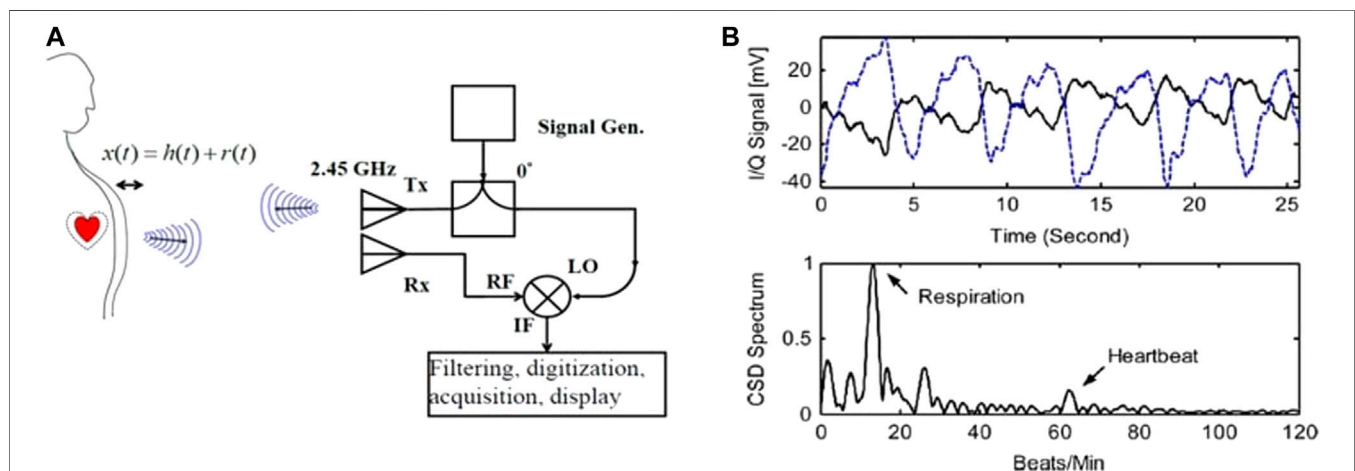 A
x(t) = h(t) + r(t)
2.45 GHz
Tx
Signal Gen.
0°
Rx
RF
LO
IF
Filtering, digitization,
acquisition, display
B
I/Q Signal [mV]
20
0
-20
-40
0 5 10 15 20 25
Time (Second)
CSD Spectrum
1
0.5
0
Respiration
Heartbeat
0 20 40 60 80 100 120
Beats/Min